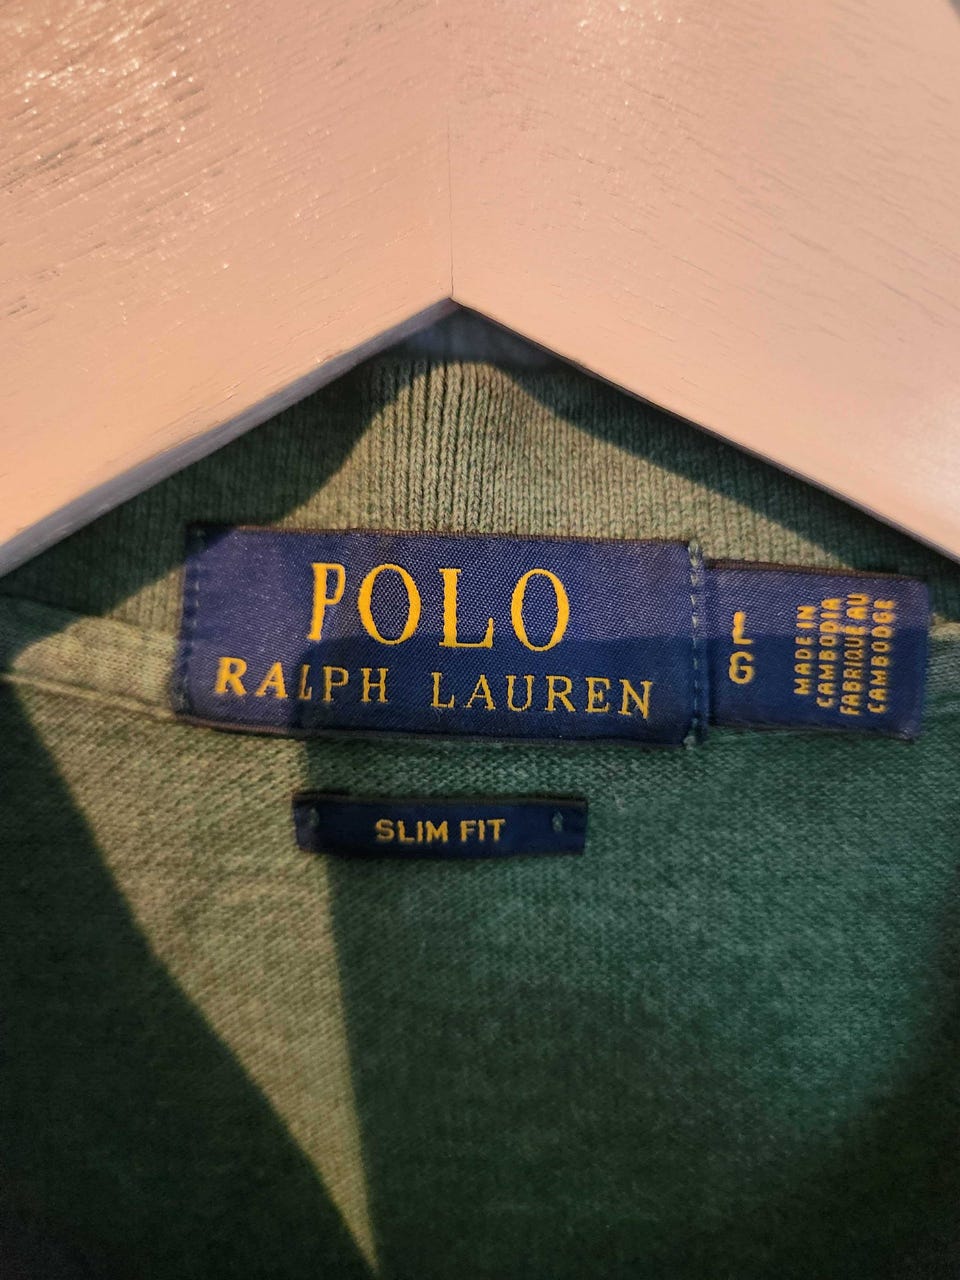 POLO
RALPH LAUREN
L
G
MADE IN
CAMBODIA
FABRIQUÉ AU
CAMBODGE
SLIM FIT